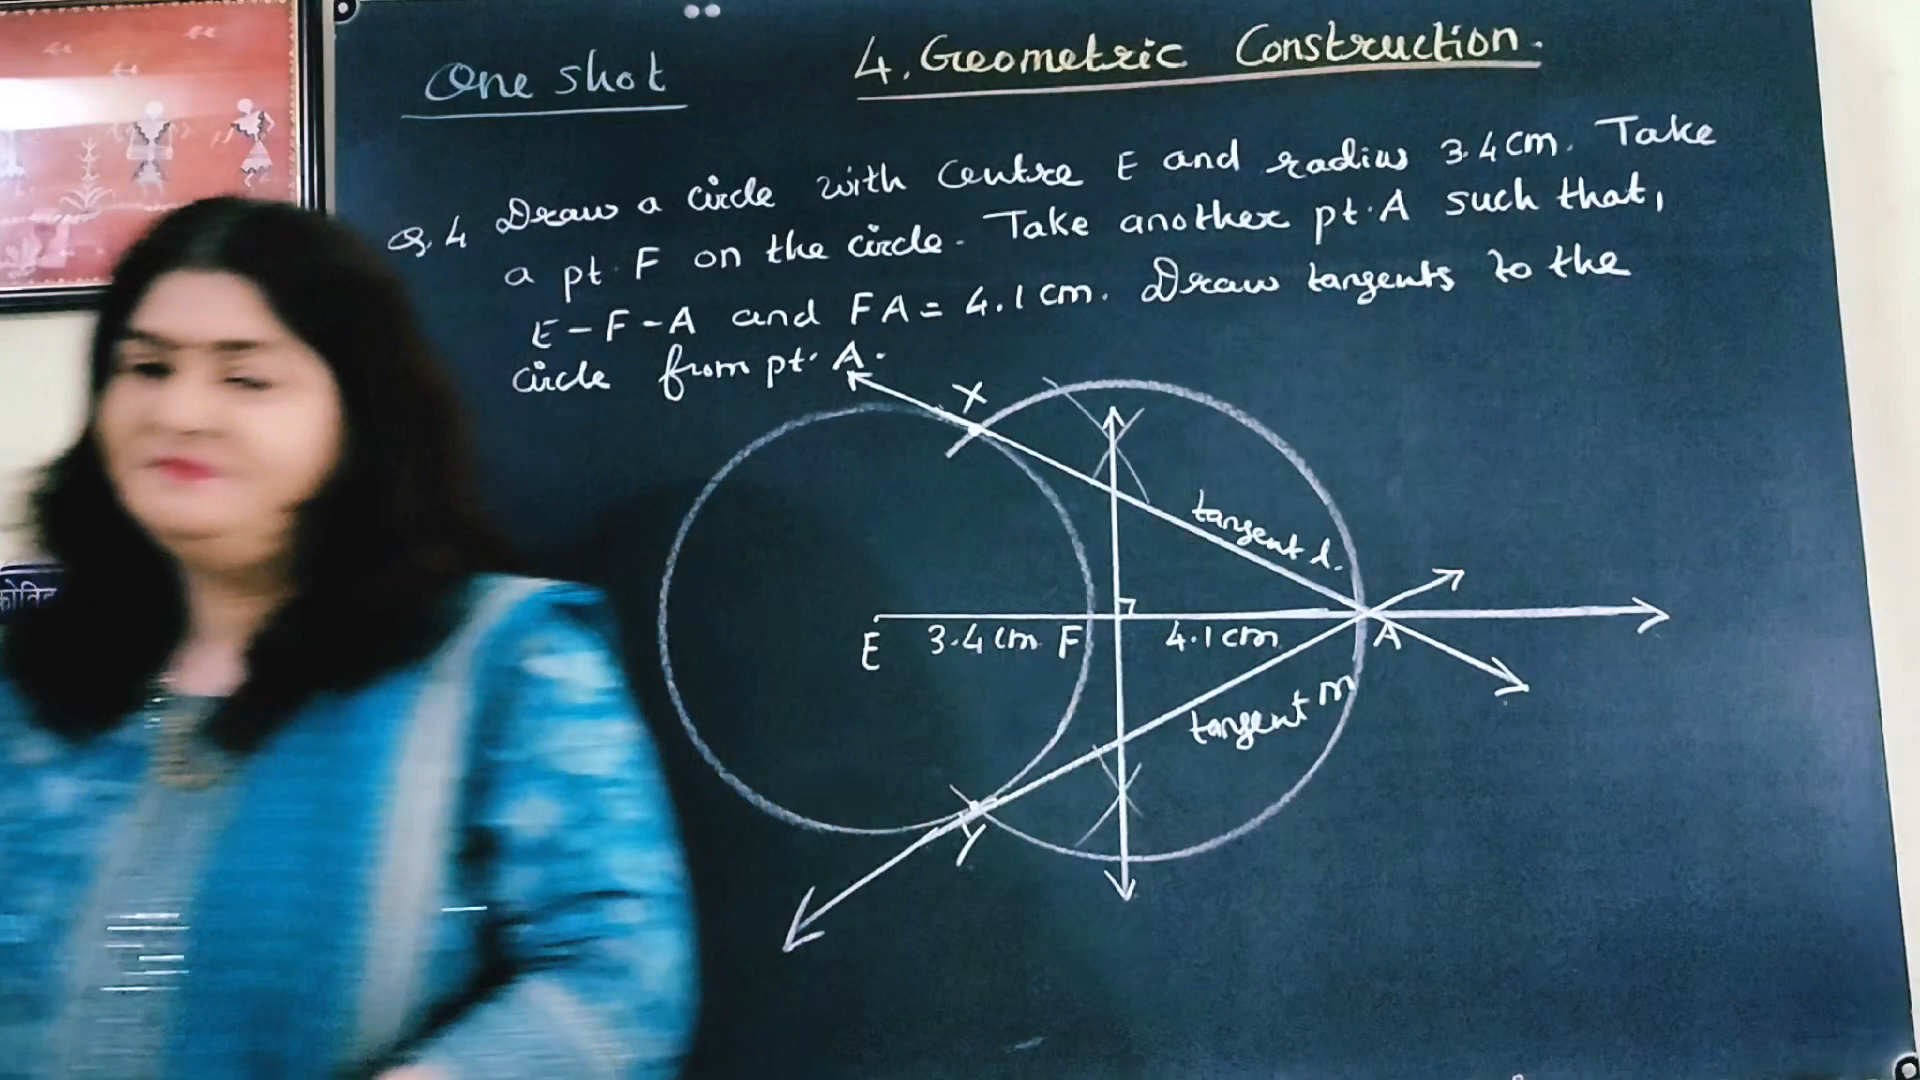 One shot
4. Geometric Construction.
Q.4 Draw a circle with Centre E and radius 3.4 cm. Take
a pt. F on the circle. Take another pt. A such that,
E-F-A and FA = 4.1 cm. Draw tangents to the
circle from pt. A.
X
tangent l.
E 3.4 cm F 4.1 cm A
tangent m
Y